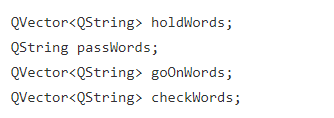 QVector<QString> holdWords;
QString passWords;
QVector<QString> goOnWords;
QVector<QString> checkWords;